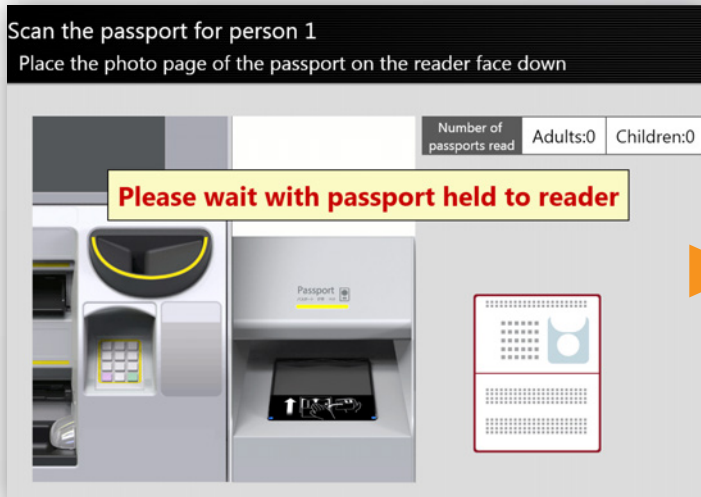 Scan the passport for person 1
Place the photo page of the passport on the reader face down
Number of
passports read
Adults:0
Children:0
Please wait with passport held to reader
Passport